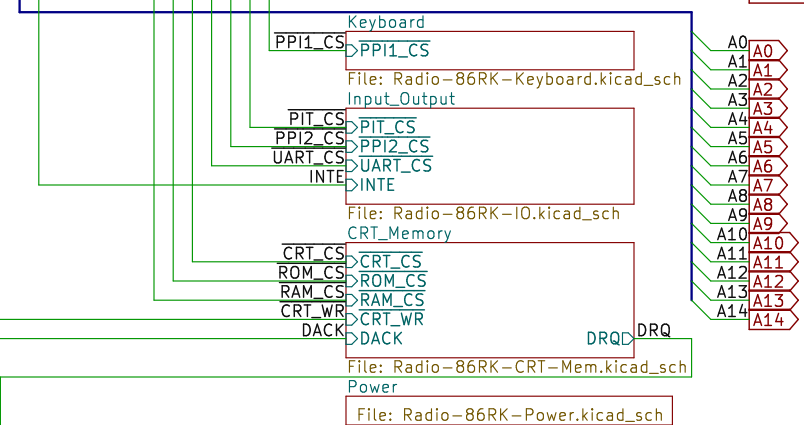 Keyboard
PPI1_CS
PPI1_CS
File: Radio-86RK-Keyboard.kicad_sch
Input_Output
PIT_CS
PIT_CS
PPI2_CS
PPI2_CS
UART_CS
UART_CS
INTE
INTE
File: Radio-86RK-IO.kicad_sch
CRT_Memory
CRT_CS
CRT_CS
ROM_CS
ROM_CS
RAM_CS
RAM_CS
CRT_WR
CRT_WR
DACK
DACK
DRQ
DRQ
File: Radio-86RK-CRT-Mem.kicad_sch
Power
File: Radio-86RK-Power.kicad_sch
A0
A0
A1
A1
A2
A2
A3
A3
A4
A4
A5
A5
A6
A6
A7
A7
A8
A8
A9
A9
A10
A10
A11
A11
A12
A12
A13
A13
A14
A14